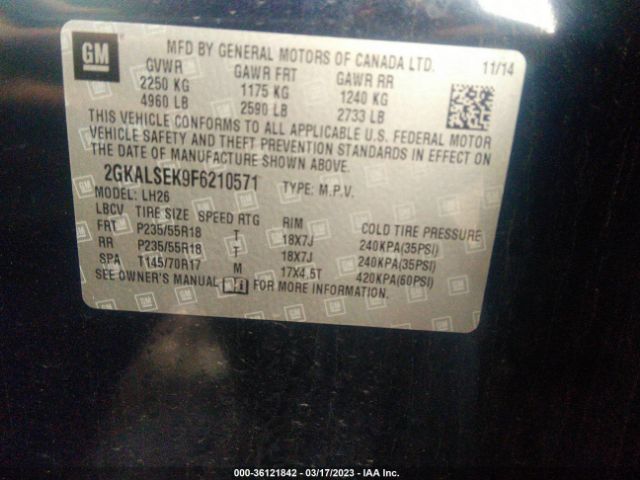 GM
MFD BY GENERAL MOTORS OF CANADA LTD.
GVWR GAWR FRT GAWR RR 11/14
2250 KG 1175 KG 1240 KG
4960 LB 2590 LB 2733 LB
THIS VEHICLE CONFORMS TO ALL APPLICABLE U.S. FEDERAL MOTOR
VEHICLE SAFETY AND THEFT PREVENTION STANDARDS IN EFFECT ON
THE DATE OF MANUFACTURE SHOWN ABOVE.
2GKALSEK9F6210571 TYPE: M.P.V.
MODEL: LH26
LBCV TIRE SIZE SPEED RTG RIM COLD TIRE PRESSURE
FRT P235/55R18 T 18X7J 240KPA(35PSI)
RR P235/55R18 T 18X7J 240KPA(35PSI)
SPA T145/70R17 M 17X4.5T 420KPA(60PSI)
SEE OWNER'S MANUAL FOR MORE INFORMATION.
000-36121842 - 03/17/2023 - IAA Inc.